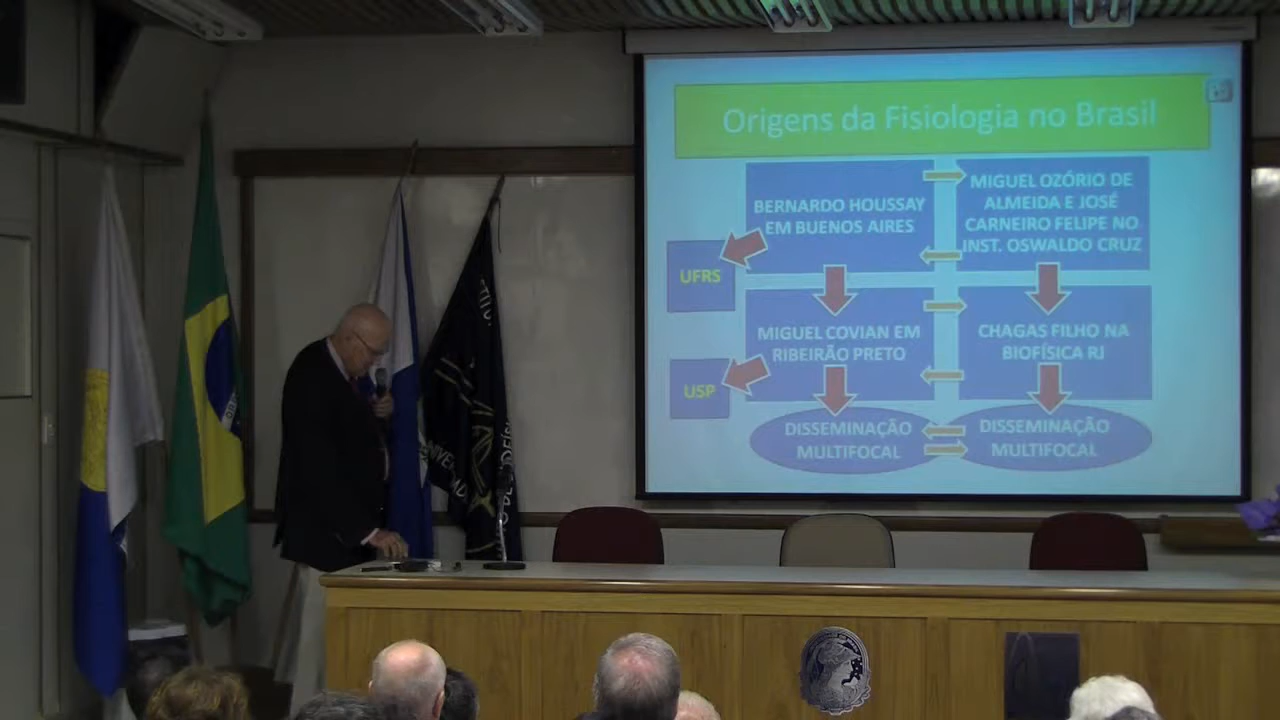 Origens da Fisiologia no Brasil
BERNARDO HOUSSAY
EM BUENOS AIRES
MIGUEL OZÓRIO DE
ALMEIDA E JOSÉ
CARNEIRO FELIPE NO
INST. OSWALDO CRUZ
UFRS
MIGUEL COVIAN EM
RIBEIRÃO PRETO
CHAGAS FILHO NA
BIOFÍSICA RJ
USP
DISSEMINAÇÃO
MULTIFOCAL
DISSEMINAÇÃO
MULTIFOCAL